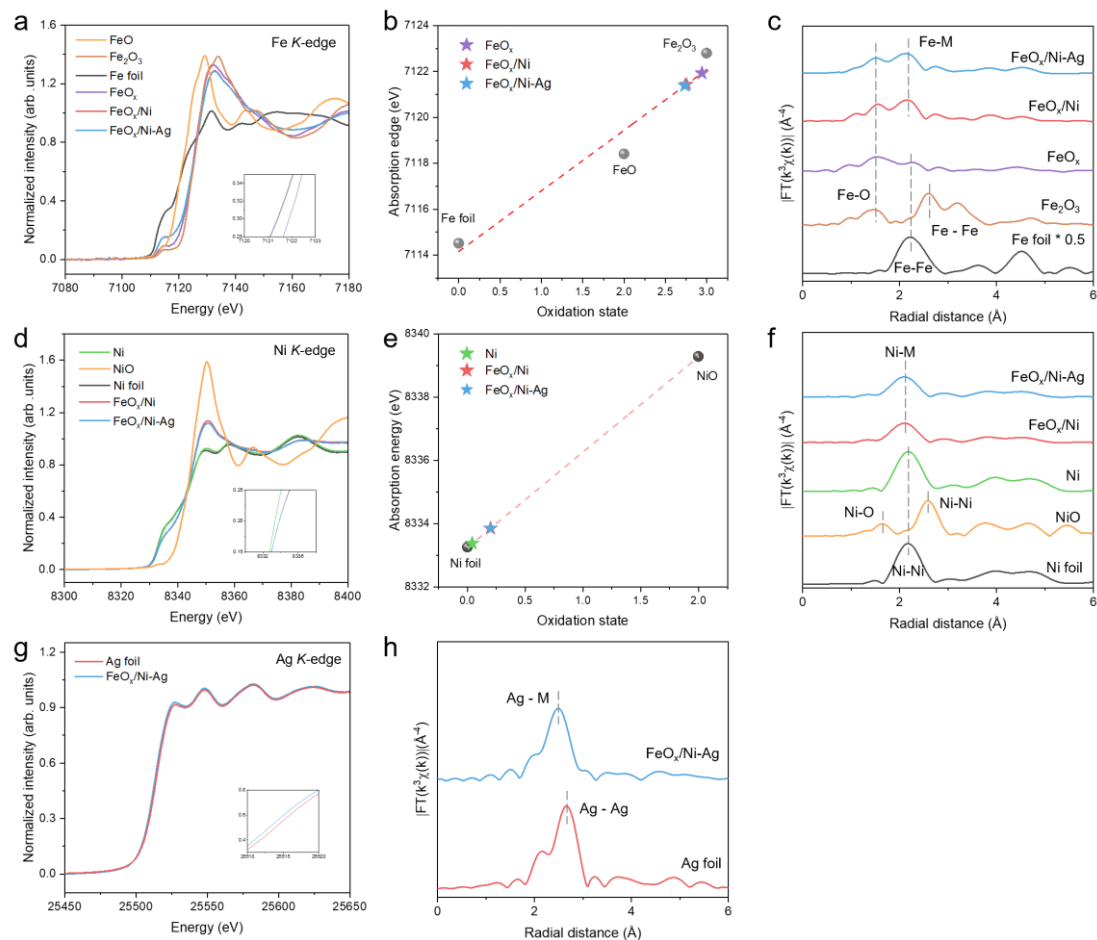 a
Normalized intensity (arb .units)
1.6
1.2
0.8
0.4
0.0
FeO
Fe₂O₃
Fe foil
FeOₓ
FeOₓ/Ni
FeOₓ/Ni-Ag
Fe K-edge
7080 7100 7120 7140 7160 7180
Energy (eV)
b
Absorption edge (eV)
7124
7122
7120
7118
7116
7114
FeOₓ
FeOₓ/Ni
FeOₓ/Ni-Ag
Fe₂O₃
FeO
Fe foil
0.0 0.5 1.0 1.5 2.0 2.5 3.0
Oxidation state
c
|FT(k³χ(k))| (Å⁻⁴)
Fe-M
FeOₓ/Ni-Ag
FeOₓ/Ni
FeOₓ
Fe-O
Fe₂O₃
Fe - Fe
Fe foil * 0.5
Fe-Fe
0 2 4 6
Radial distance (Å)
d
Normalized intensity (arb .units)
1.6
1.2
0.8
0.4
0.0
Ni
NiO
Ni foil
FeOₓ/Ni
FeOₓ/Ni-Ag
Ni K-edge
8300 8320 8340 8360 8380 8400
Energy (eV)
e
Absorption energy (eV)
8340
8338
8336
8334
8332
Ni
FeOₓ/Ni
FeOₓ/Ni-Ag
NiO
Ni foil
0.0 0.5 1.0 1.5 2.0
Oxidation state
f
|FT(k³χ(k))| (Å⁻⁴)
Ni-M
FeOₓ/Ni-Ag
FeOₓ/Ni
Ni
Ni-O
Ni-Ni
NiO
Ni-Ni
Ni foil
0 2 4 6
Radial distance (Å)
g
Normalized intensity (arb. units)
1.2
0.9
0.6
0.3
0.0
Ag foil
FeOₓ/Ni-Ag
Ag K-edge
25450 25500 25550 25600 25650
Energy (eV)
h
|FT(k³χ(k))|(Å⁻⁴)
Ag - M
FeOₓ/Ni-Ag
Ag - Ag
Ag foil
0 2 4 6
Radial distance (Å)